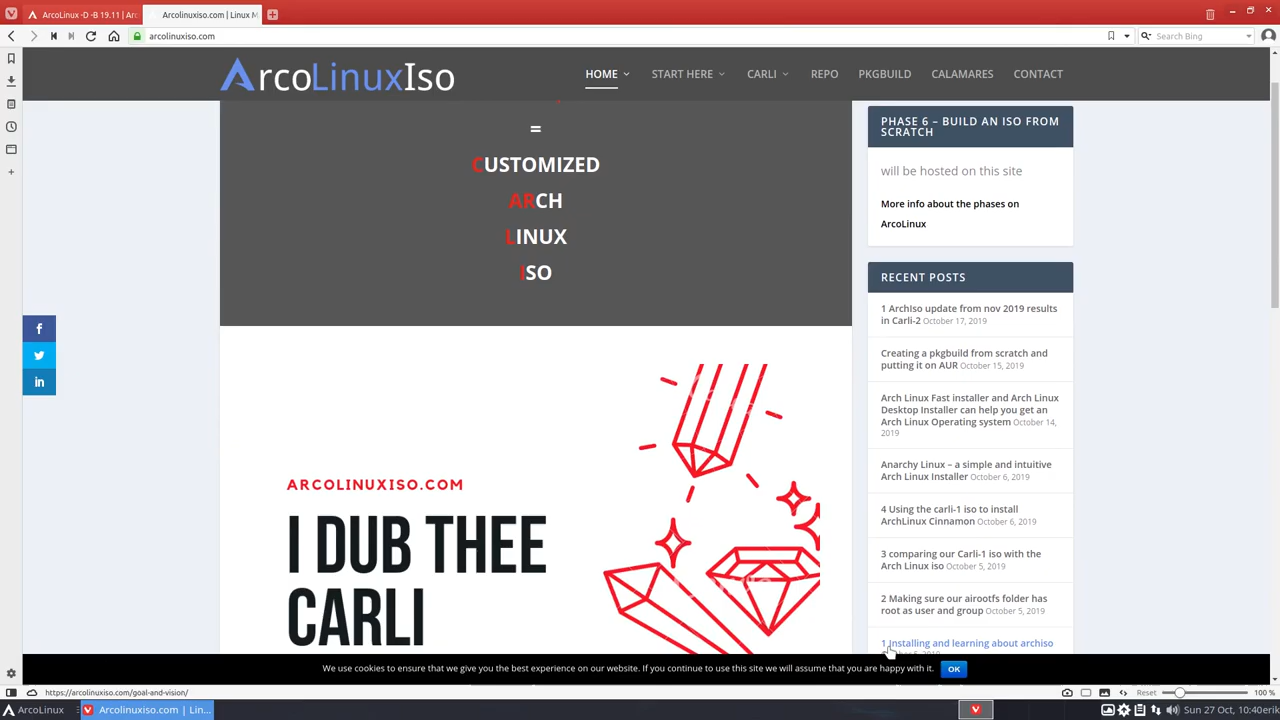 ArcoLinux -D -B 19.11 | Arc
Arcolinuxiso.com | Linux M
arcolinuxiso.com
Search Bing
ArcoLinuxIso
HOME
START HERE
CARLI
REPO
PKGBUILD
CALAMARES
CONTACT
=
CUSTOMIZED
ARCH
LINUX
ISO
ARCOLINUXISO.COM
I DUB THEE
CARLI
PHASE 6 – BUILD AN ISO FROM
SCRATCH
will be hosted on this site
More info about the phases on
ArcoLinux
RECENT POSTS
1 ArchIso update from nov 2019 results
in Carli-2 October 17, 2019
Creating a pkgbuild from scratch and
putting it on AUR October 15, 2019
Arch Linux Fast installer and Arch Linux
Desktop Installer can help you get an
Arch Linux Operating system October 14,
2019
Anarchy Linux – a simple and intuitive
Arch Linux Installer October 6, 2019
4 Using the carli-1 iso to install
ArchLinux Cinnamon October 6, 2019
3 comparing our Carli-1 iso with the
Arch Linux iso October 5, 2019
2 Making sure our airootfs folder has
root as user and group October 5, 2019
1 Installing and learning about archiso
We use cookies to ensure that we give you the best experience on our website. If you continue to use this site we will assume that you are happy with it.
OK
https://arcolinuxiso.com/goal-and-vision/
Reset
100 %
ArcoLinux
Arcolinuxiso.com | Lin...
Sun 27 Oct, 10:40
erik